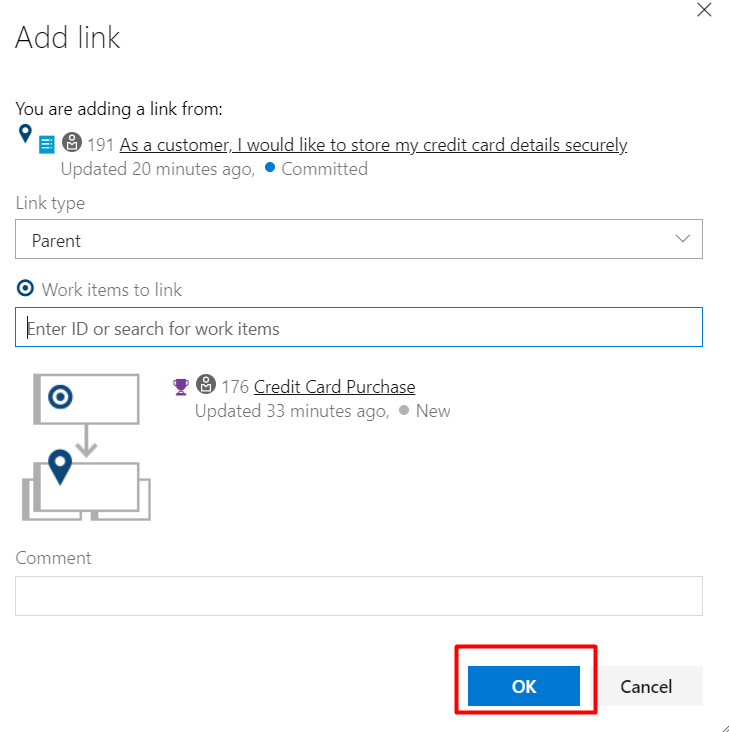 Add link
You are adding a link from:
191 As a customer, I would like to store my credit card details securely
Updated 20 minutes ago, Committed
Link type
Parent
Work items to link
Enter ID or search for work items
176 Credit Card Purchase
Updated 33 minutes ago, New
Comment
OK Cancel